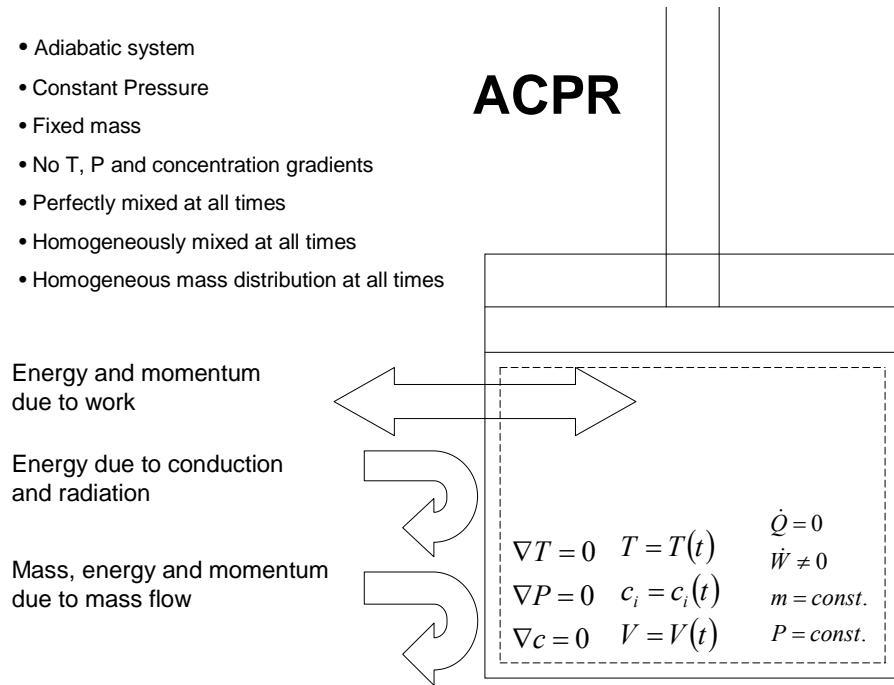 • Adiabatic system
• Constant Pressure
• Fixed mass
• No T, P and concentration gradients
• Perfectly mixed at all times
• Homogeneously mixed at all times
• Homogeneous mass distribution at all times
ACPR
Energy and momentum
due to work
Energy due to conduction
and radiation
Mass, energy and momentum
due to mass flow
∇T = 0 T = T(t)
∇P = 0 c_i = c_i(t)
∇c = 0 V = V(t)
Q̇ = 0
Ẇ ≠ 0
m = const.
P = const.